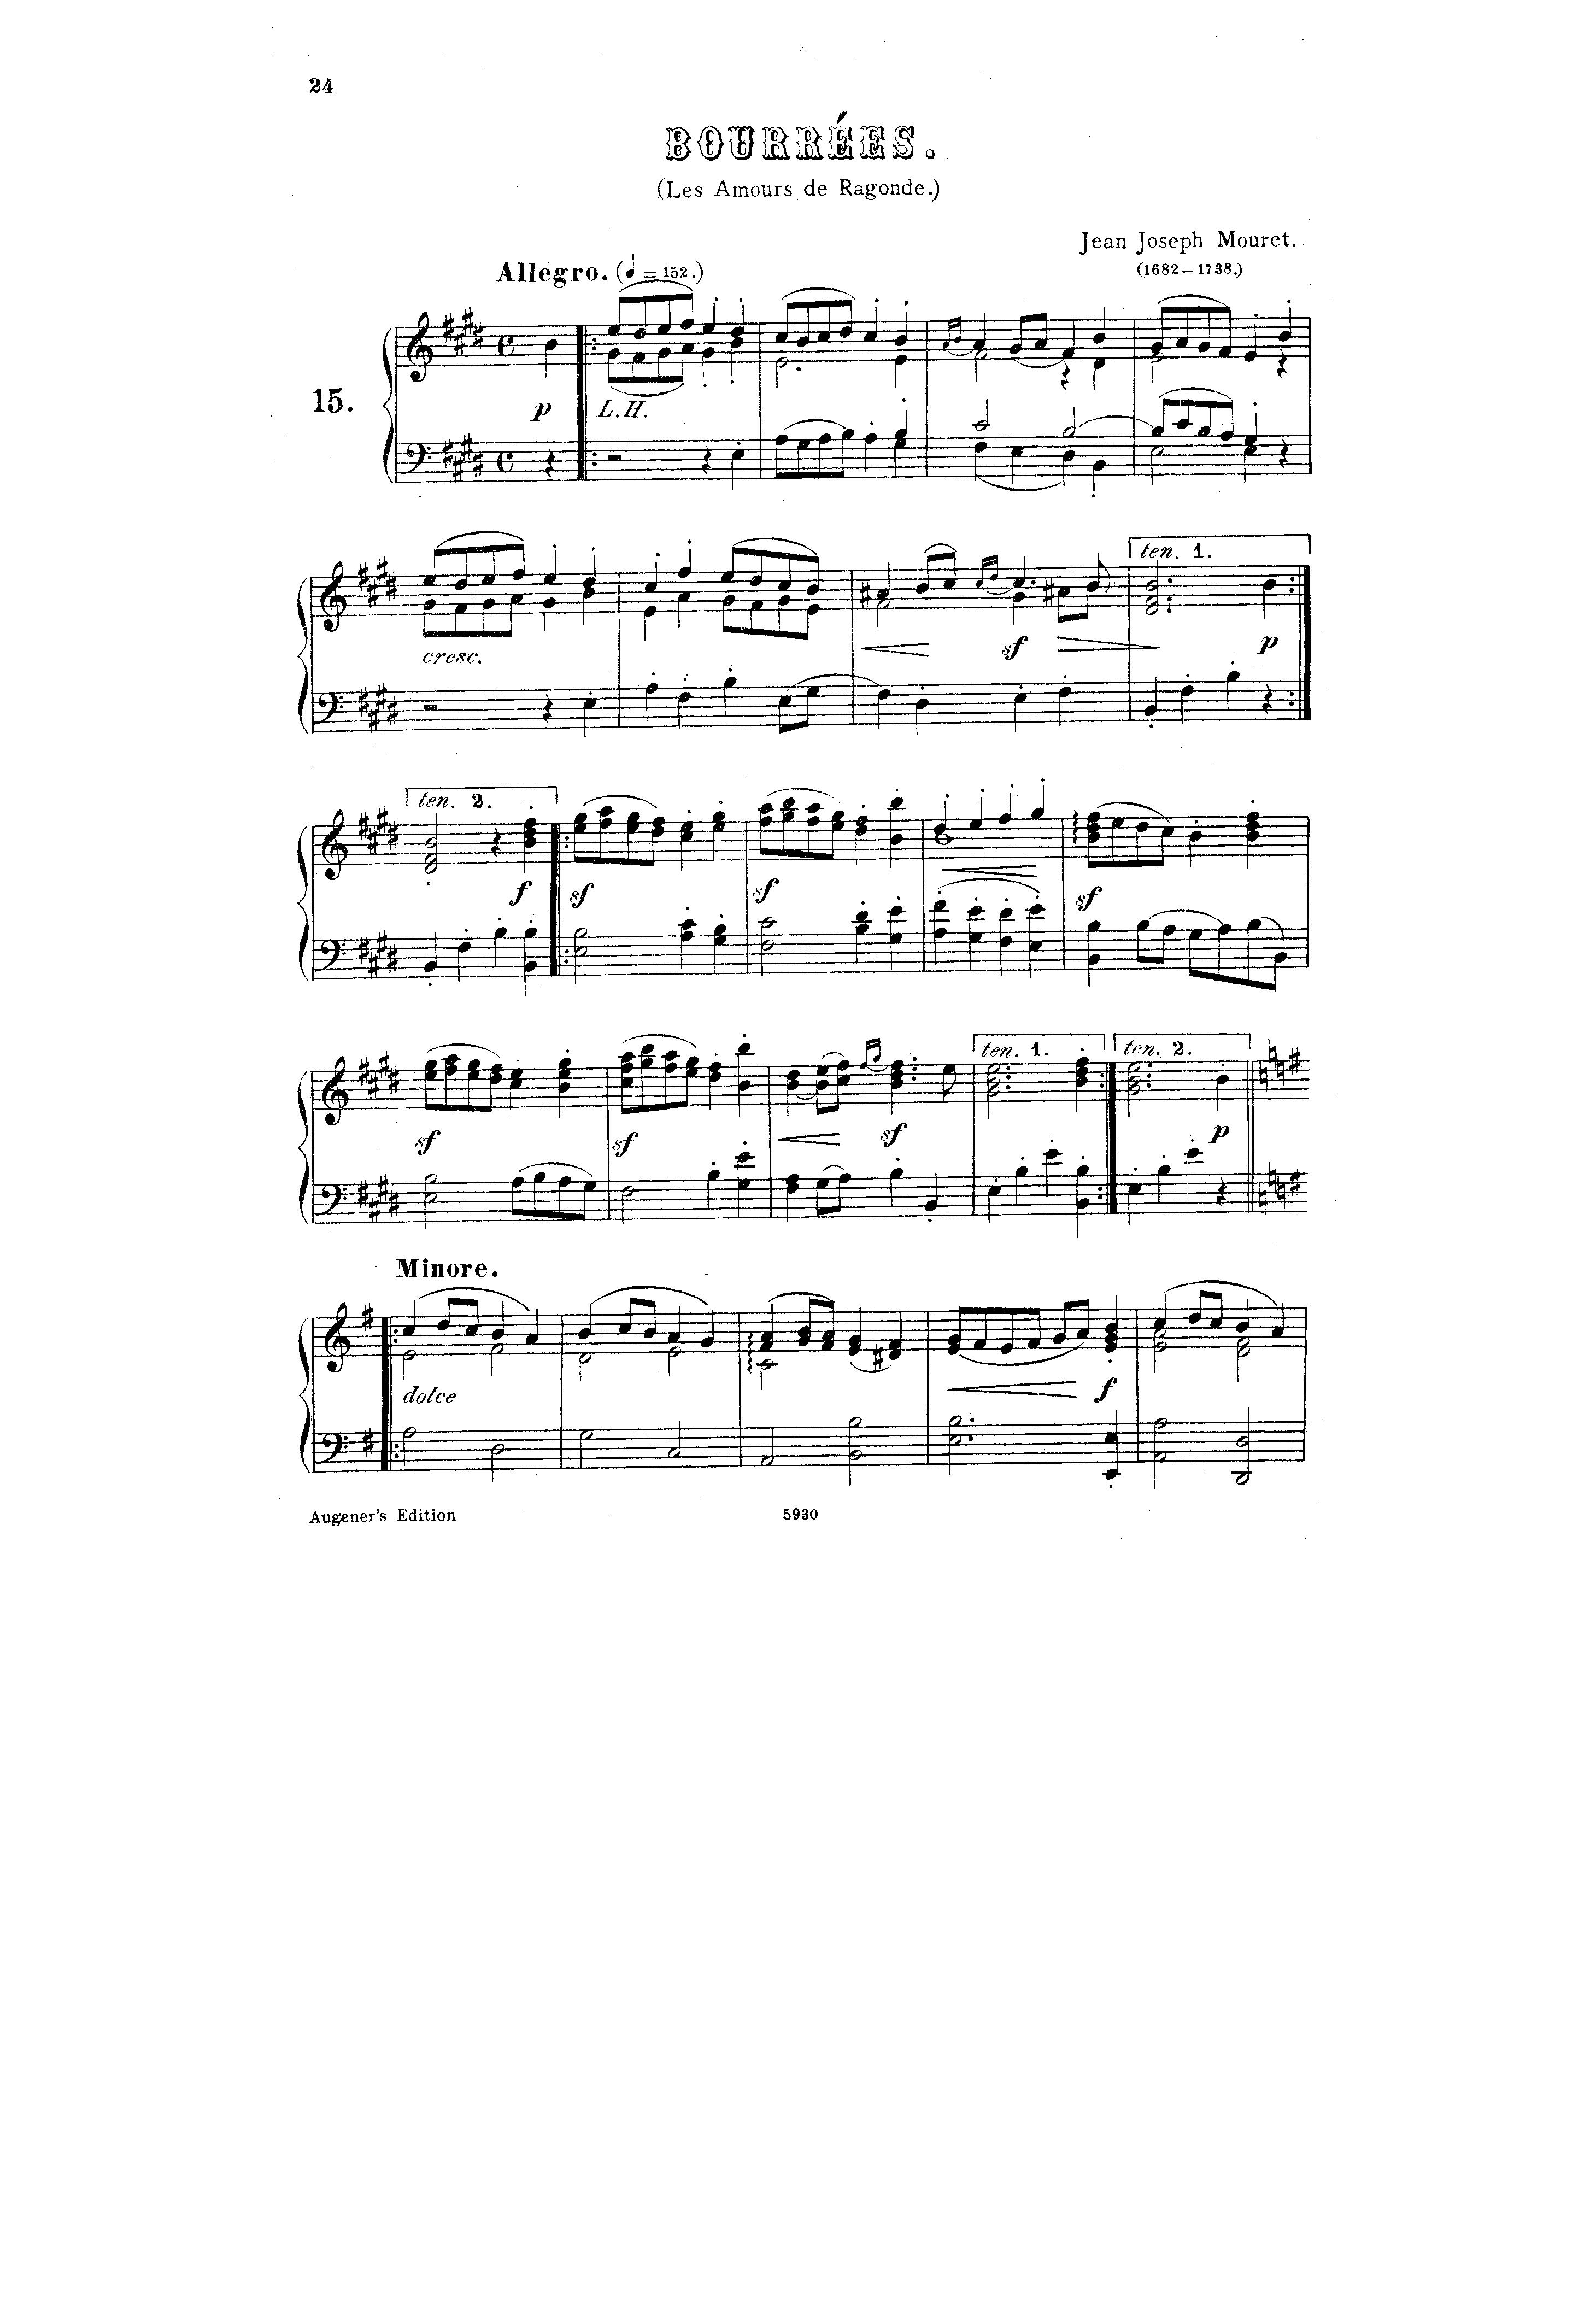 24
BOURRÉES.
(Les Amours de Ragonde.)
Jean Joseph Mouret.
(1682–1738.)
Allegro. (♩=152.)
15.
p L.H.
cresc. sf p
ten. 1.
ten. 2.
f sf sf sf
sf sf sf p
ten. 1. ten. 2.
Minore.
dolce f
Augener's Edition 5930